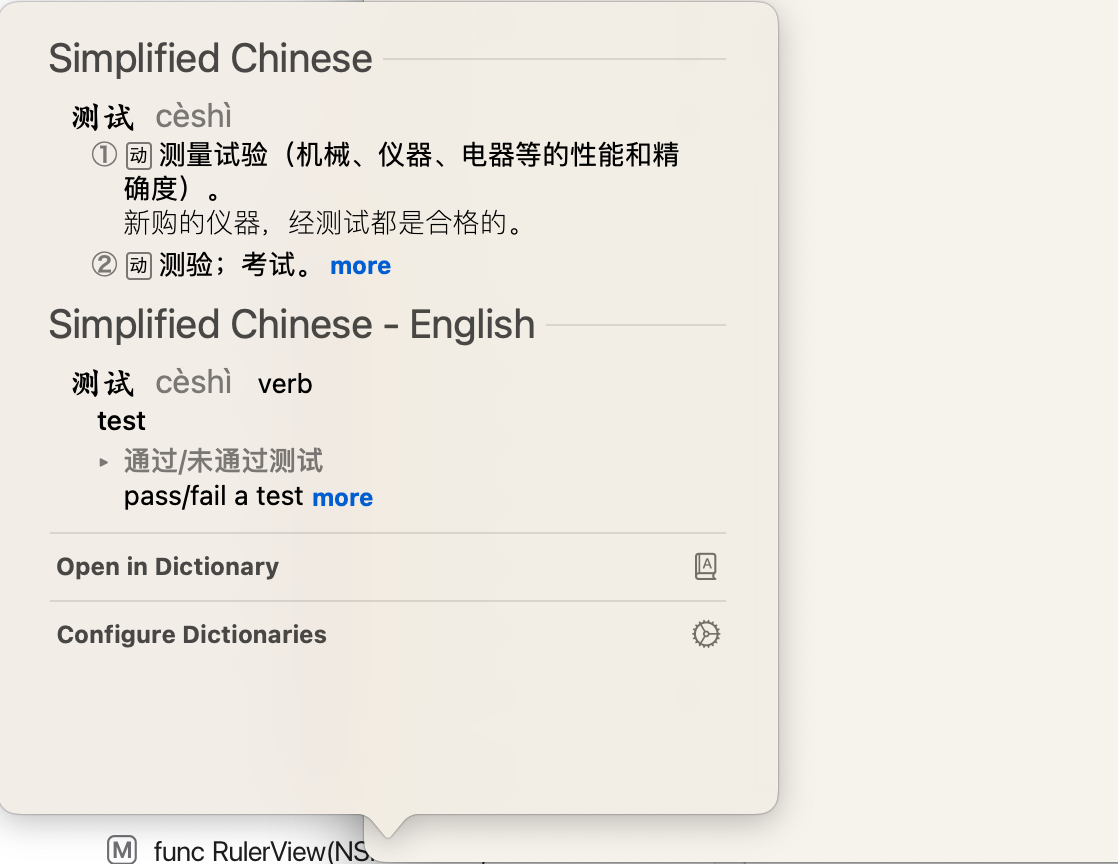 Simplified Chinese
测试 cèshì
① 动 测量试验（机械、仪器、电器等的性能和精
确度）。
新购的仪器，经测试都是合格的。
② 动 测验；考试。 more
Simplified Chinese - English
测试 cèshì verb
test
▸ 通过/未通过测试
pass/fail a test more
Open in Dictionary
Configure Dictionaries
M func RulerView(NS